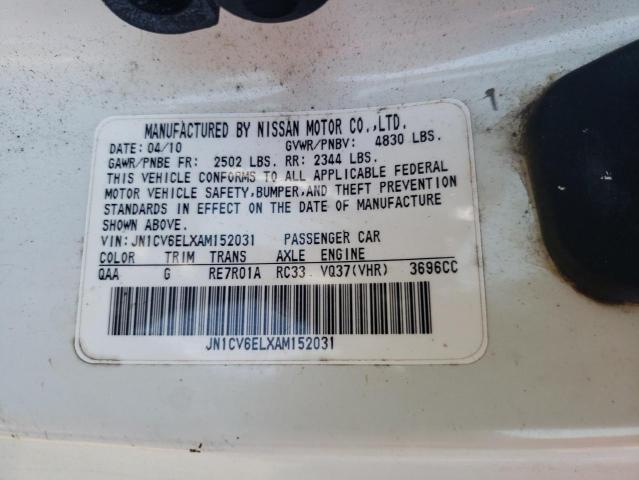 MANUFACTURED BY NISSAN MOTOR CO.,LTD.
DATE: 04/10 GVWR/PNBV: 4830 LBS.
GAWR/PNBE FR: 2502 LBS. RR: 2344 LBS.
THIS VEHICLE CONFORMS TO ALL APPLICABLE FEDERAL
MOTOR VEHICLE SAFETY,BUMPER,AND THEFT PREVENTION
STANDARDS IN EFFECT ON THE DATE OF MANUFACTURE
SHOWN ABOVE.
VIN: JN1CV6ELXAM152031 PASSENGER CAR
COLOR TRIM TRANS AXLE ENGINE
QAA G RE7R01A RC33 VQ37(VHR) 3696CC
JN1CV6ELXAM152031